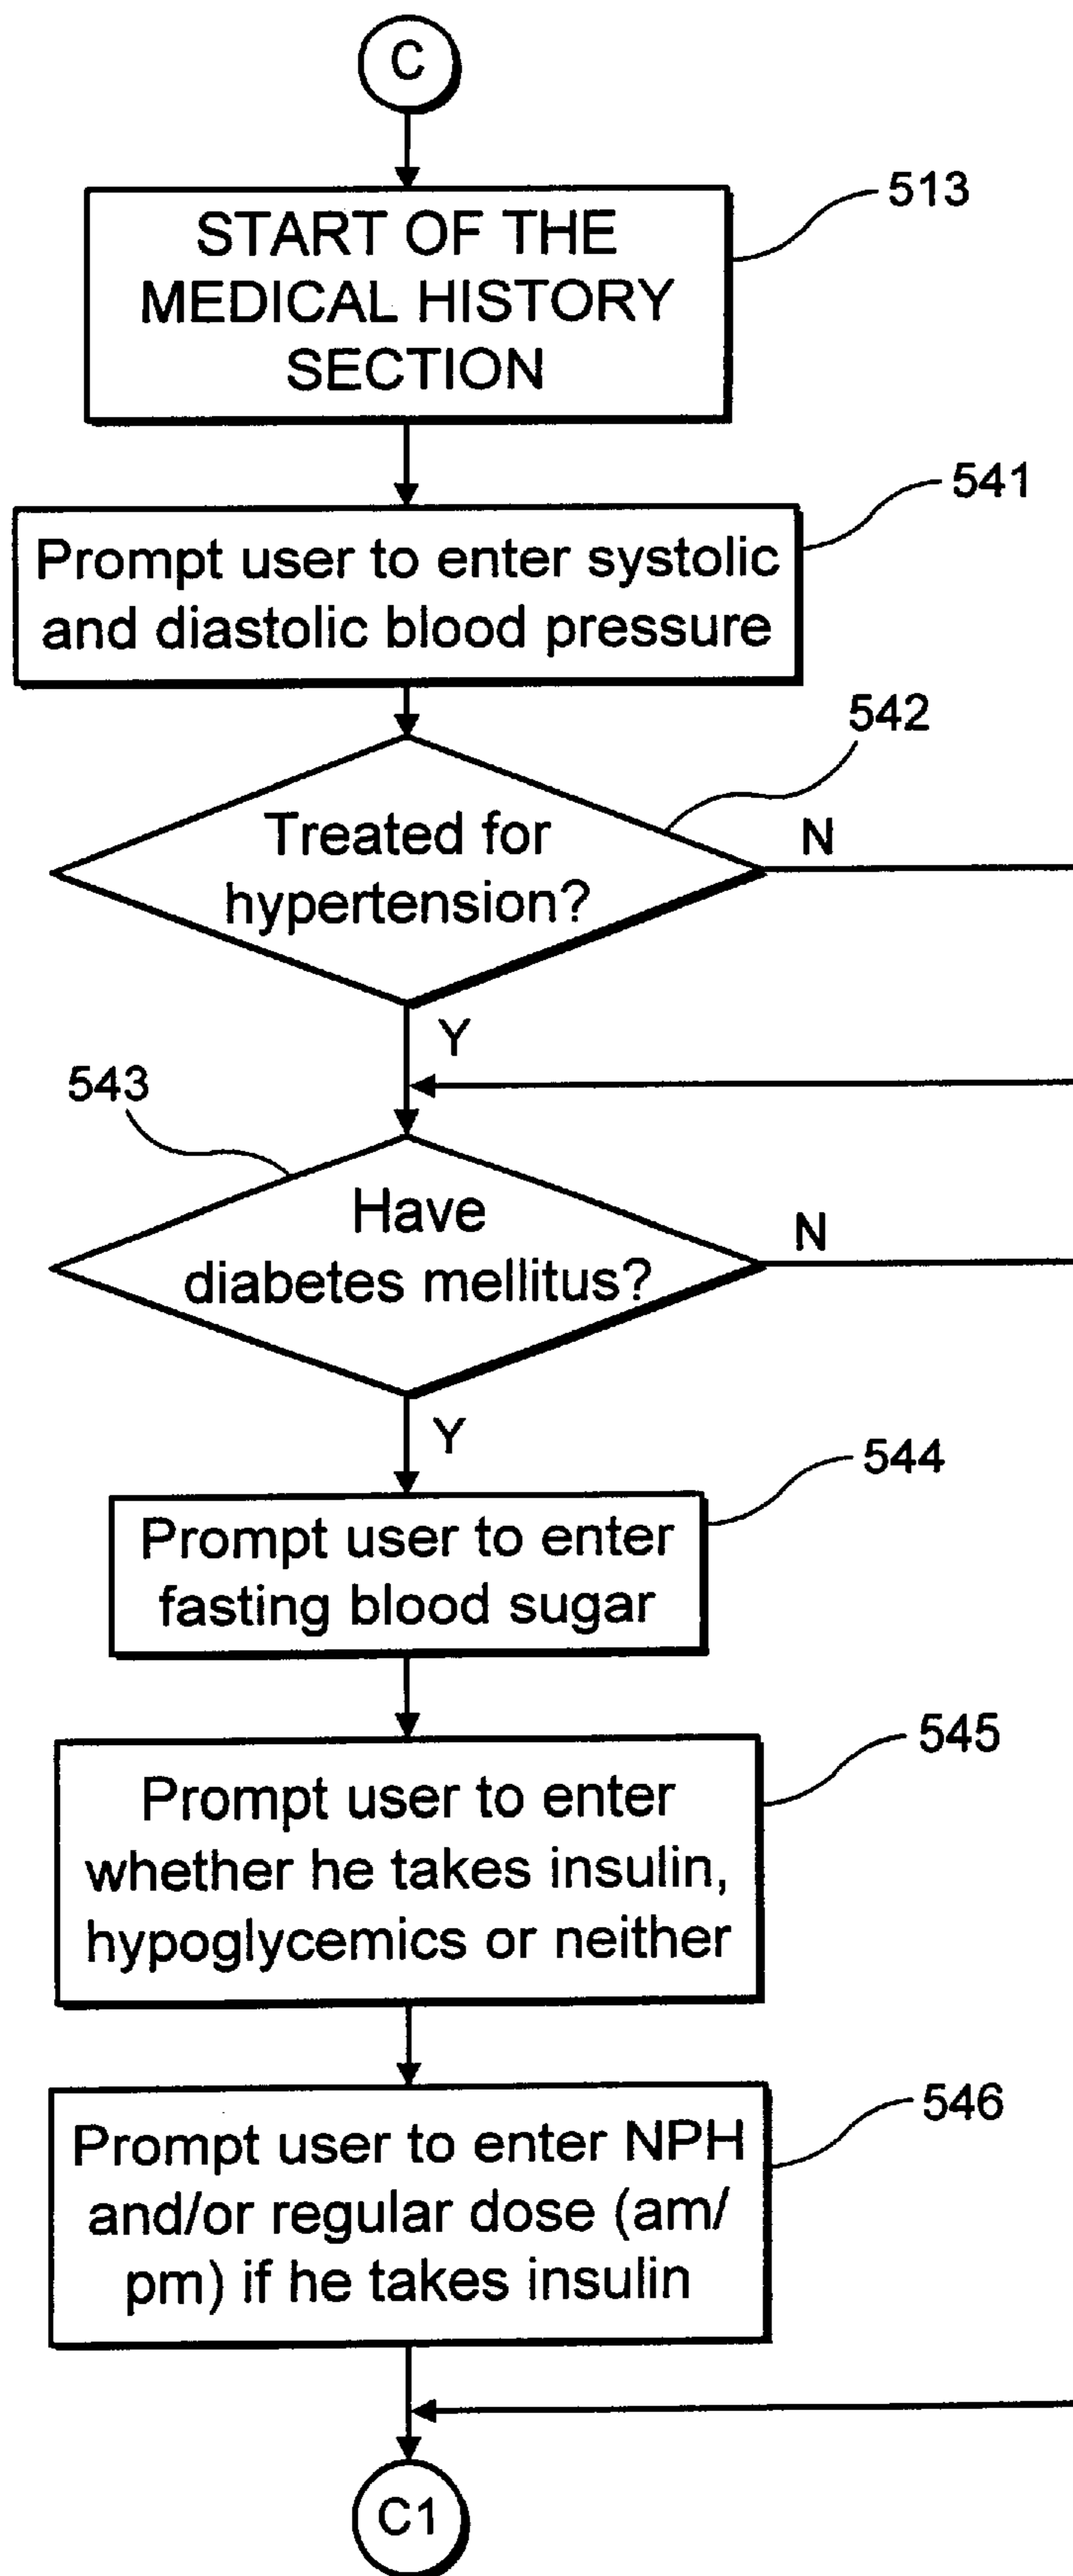 C
513
START OF THE
MEDICAL HISTORY
SECTION
541
Prompt user to enter systolic
and diastolic blood pressure
542
Treated for
hypertension?
N
Y
543
Have
diabetes mellitus?
N
Y
544
Prompt user to enter
fasting blood sugar
545
Prompt user to enter
whether he takes insulin,
hypoglycemics or neither
546
Prompt user to enter NPH
and/or regular dose (am/
pm) if he takes insulin
C1